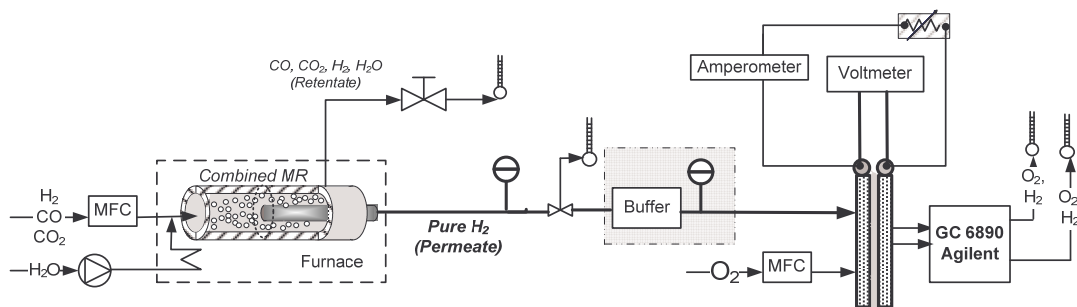 CO, CO2, H2, H2O
(Retentate)
Amperometer
Voltmeter
Combined MR
H2
CO
CO2
MFC
H2O
Furnace
Pure H2
(Permeate)
Buffer
O2
MFC
GC 6890
Agilent
O2,
H2
O2
H2